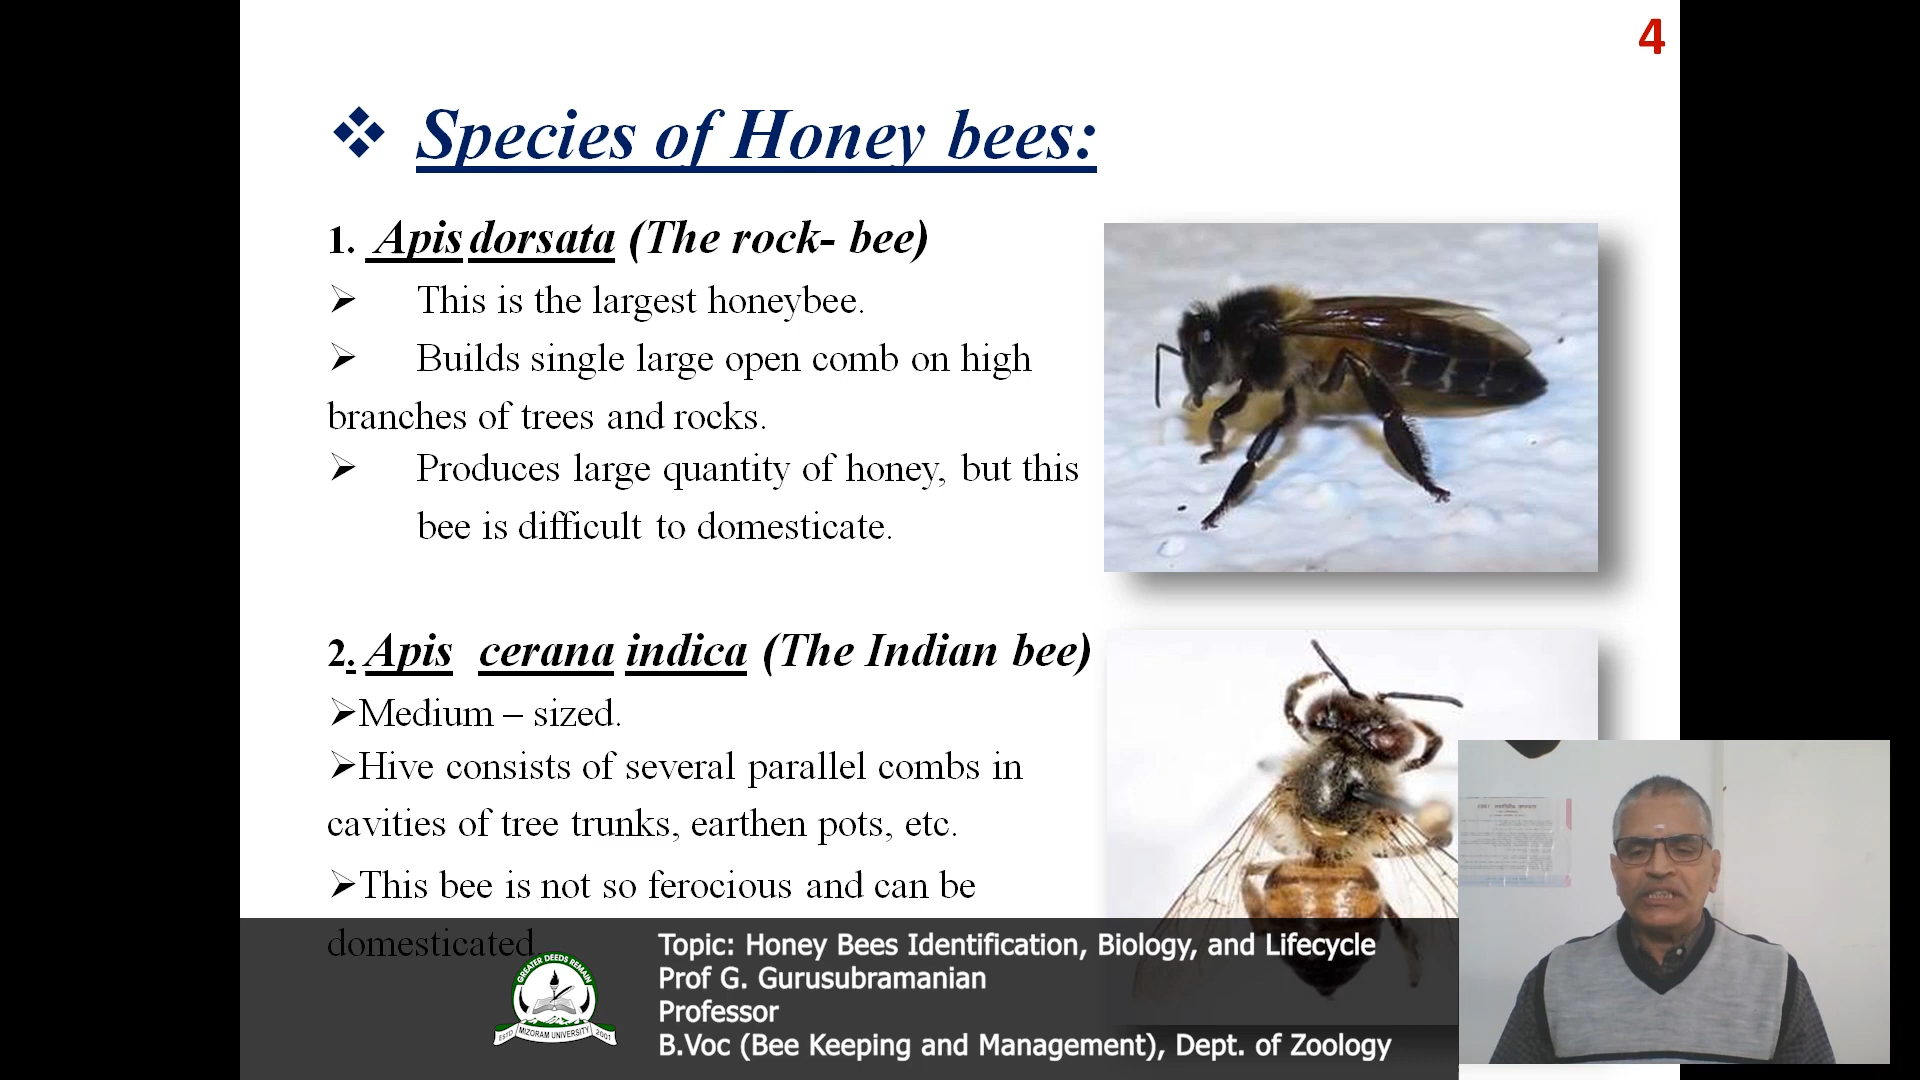 4
❖ Species of Honey bees:
1. Apis dorsata (The rock- bee)
➢ This is the largest honeybee.
➢ Builds single large open comb on high
branches of trees and rocks.
➢ Produces large quantity of honey, but this
bee is difficult to domesticate.
2. Apis cerana indica (The Indian bee)
➢Medium – sized.
➢Hive consists of several parallel combs in
cavities of tree trunks, earthen pots, etc.
➢This bee is not so ferocious and can be
domesticated.
GREATER DEEDS REMAIN
ESTD MIZORAM UNIVERSITY 2001
Topic: Honey Bees Identification, Biology, and Lifecycle
Prof G. Gurusubramanian
Professor
B.Voc (Bee Keeping and Management), Dept. of Zoology